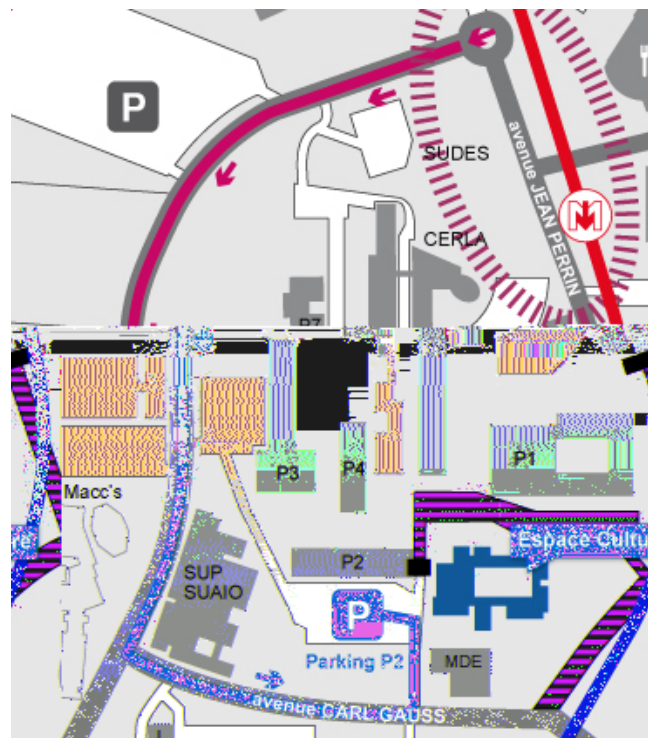 P
SUDES
avenue JEAN PERRIN
M
CERLA
P7
P3
P4
P1
Macc's
re
Espace Cultu
P2
SUP
SUAIO
P
Parking P2
MDE
avenue CARL GAUSS